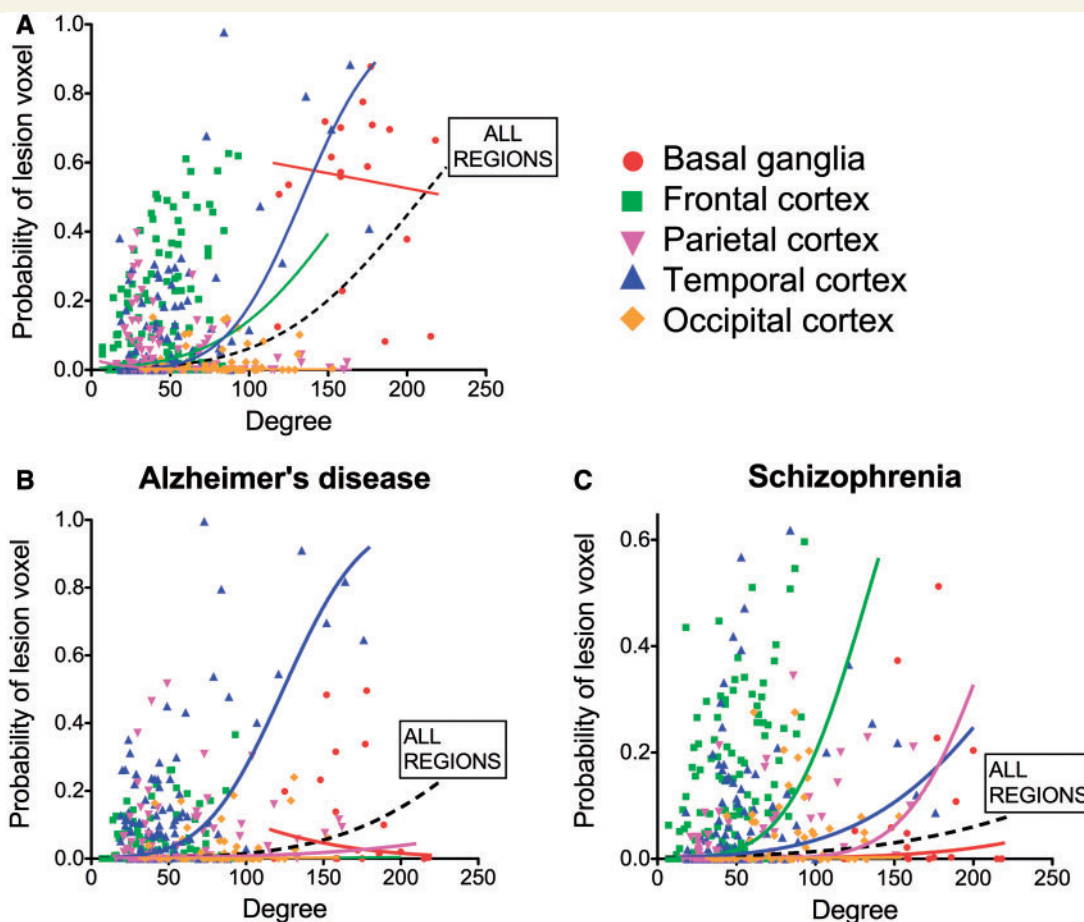 A
1.0
0.8
0.6
0.4
0.2
0.0
Probability of lesion voxel
0 50 100 150 200 250
Degree
ALL
REGIONS
Basal ganglia
Frontal cortex
Parietal cortex
Temporal cortex
Occipital cortex
B
Alzheimer's disease
1.0
0.8
0.6
0.4
0.2
0.0
Probability of lesion voxel
0 50 100 150 200 250
Degree
ALL
REGIONS
C
Schizophrenia
0.6
0.4
0.2
0.0
Probability of lesion voxel
0 50 100 150 200 250
Degree
ALL
REGIONS